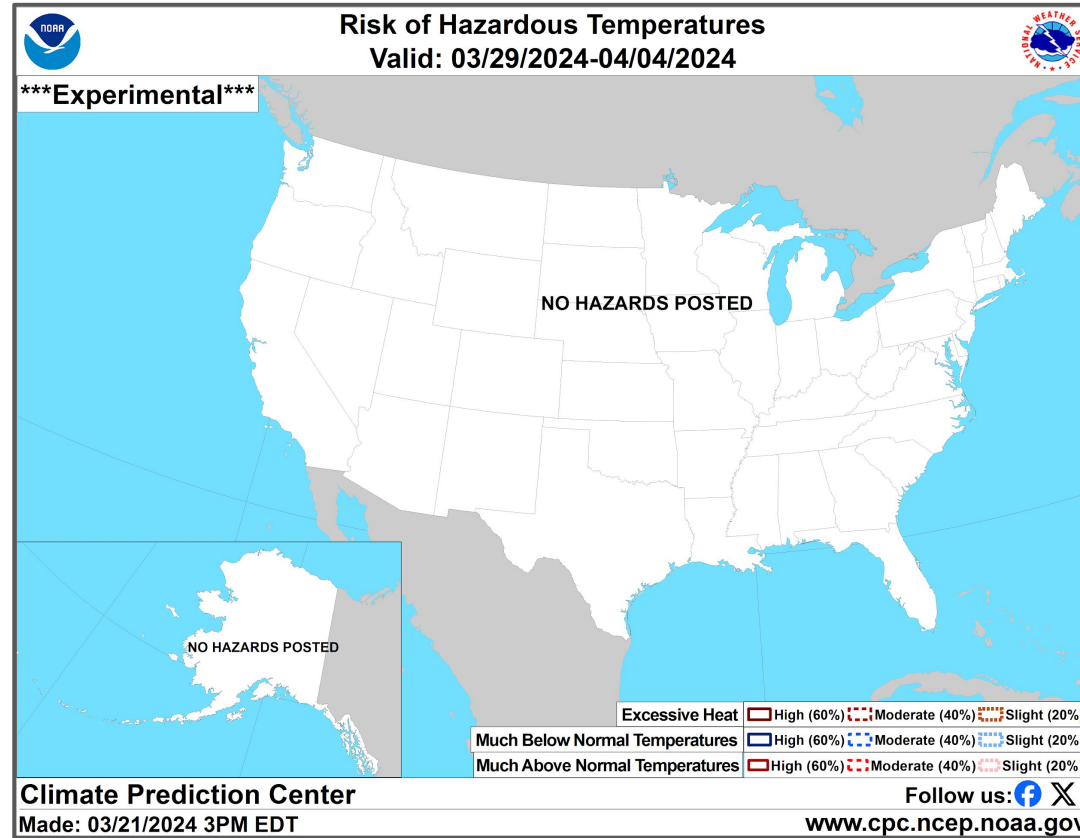 NOAA
Risk of Hazardous Temperatures
Valid: 03/29/2024-04/04/2024
NATIONAL WEATHER SERVICE
***Experimental***
NO HAZARDS POSTED
NO HAZARDS POSTED
Excessive Heat High (60%) Moderate (40%) Slight (20%
Much Below Normal Temperatures High (60%) Moderate (40%) Slight (20%
Much Above Normal Temperatures High (60%) Moderate (40%) Slight (20%
Climate Prediction Center
Follow us:
Made: 03/21/2024 3PM EDT
www.cpc.ncep.noaa.gov